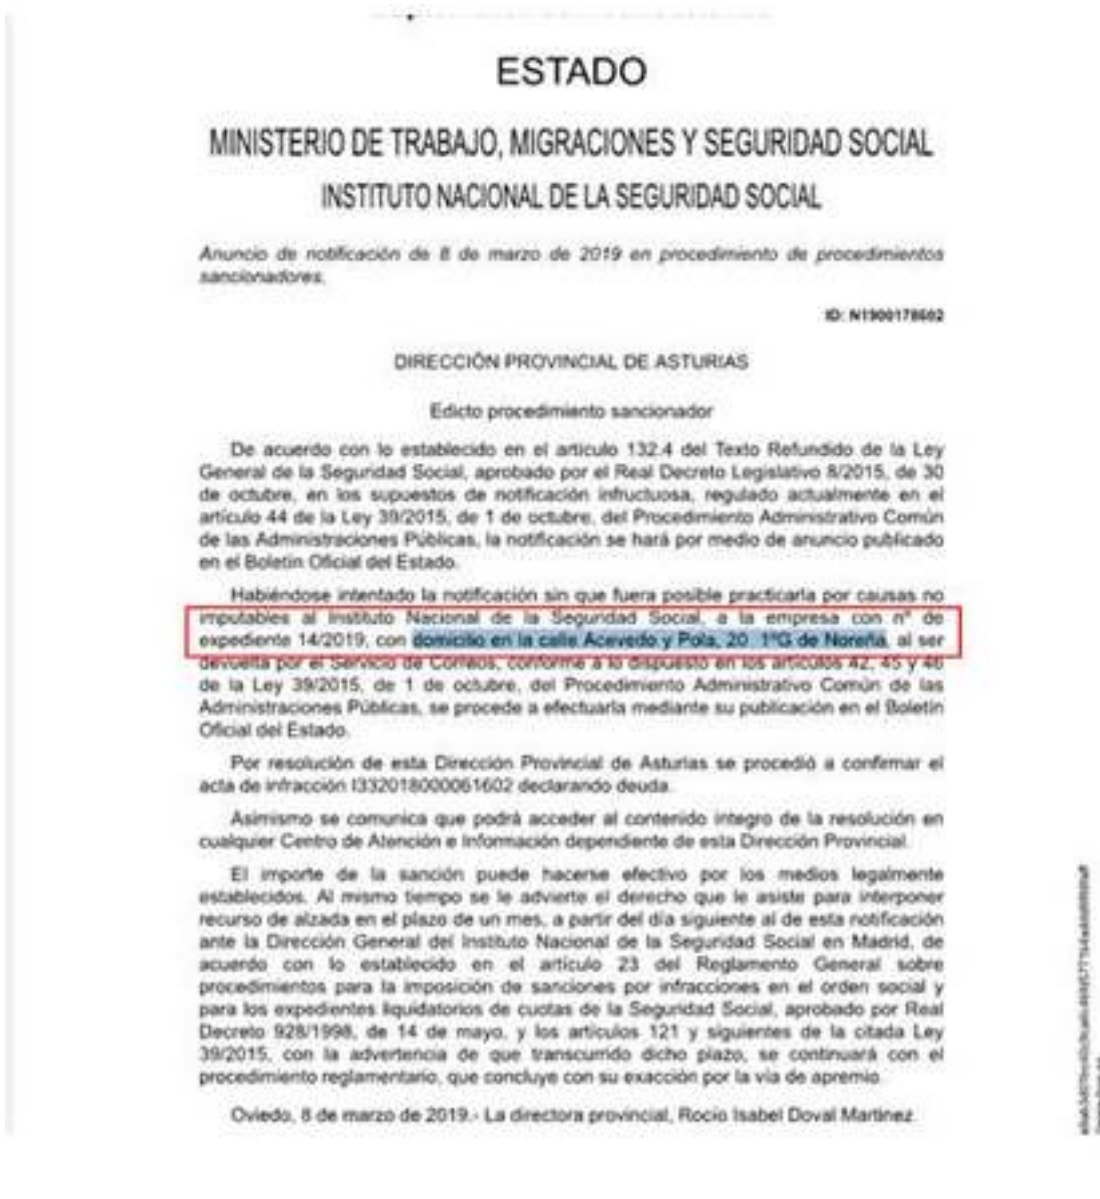 ESTADO
MINISTERIO DE TRABAJO, MIGRACIONES Y SEGURIDAD SOCIAL
INSTITUTO NACIONAL DE LA SEGURIDAD SOCIAL
Anuncio de notificación de 8 de marzo de 2019 en procedimiento de procedimientos
sancionadores.
ID: N1900178602
DIRECCIÓN PROVINCIAL DE ASTURIAS
Edicto procedimiento sancionador
De acuerdo con lo establecido en el artículo 132.4 del Texto Refundido de la Ley
General de la Seguridad Social, aprobado por el Real Decreto Legislativo 8/2015, de 30
de octubre, en los supuestos de notificación infructuosa, regulado actualmente en el
artículo 44 de la Ley 39/2015, de 1 de octubre, del Procedimiento Administrativo Común
de las Administraciones Públicas, la notificación se hará por medio de anuncio publicado
en el Boletín Oficial del Estado.
Habiéndose intentado la notificación sin que fuera posible practicarla por causas no
imputables al Instituto Nacional de la Seguridad Social, a la empresa con nº de
expediente 14/2019, con domicilio en la calle Acevedo y Pola, 20 1ºG de Noreña, al ser
devuelta por el Servicio de Correos, conforme a lo dispuesto en los artículos 42, 45 y 46
de la Ley 39/2015, de 1 de octubre, del Procedimiento Administrativo Común de las
Administraciones Públicas, se procede a efectuarla mediante su publicación en el Boletín
Oficial del Estado.
Por resolución de esta Dirección Provincial de Asturias se procedió a confirmar el
acta de infracción I332018000061602 declarando deuda.
Asimismo se comunica que podrá acceder al contenido íntegro de la resolución en
cualquier Centro de Atención e Información dependiente de esta Dirección Provincial.
El importe de la sanción puede hacerse efectivo por los medios legalmente
establecidos. Al mismo tiempo se le advierte el derecho que le asiste para interponer
recurso de alzada en el plazo de un mes, a partir del día siguiente al de esta notificación
ante la Dirección General del Instituto Nacional de la Seguridad Social en Madrid, de
acuerdo con lo establecido en el artículo 23 del Reglamento General sobre
procedimientos para la imposición de sanciones por infracciones en el orden social y
para los expedientes liquidatorios de cuotas de la Seguridad Social, aprobado por Real
Decreto 928/1998, de 14 de mayo, y los artículos 121 y siguientes de la citada Ley
39/2015, con la advertencia de que transcurrido dicho plazo, se continuará con el
procedimiento reglamentario, que concluye con su exacción por la vía de apremio.
Oviedo, 8 de marzo de 2019.- La directora provincial, Rocío Isabel Doval Martínez.